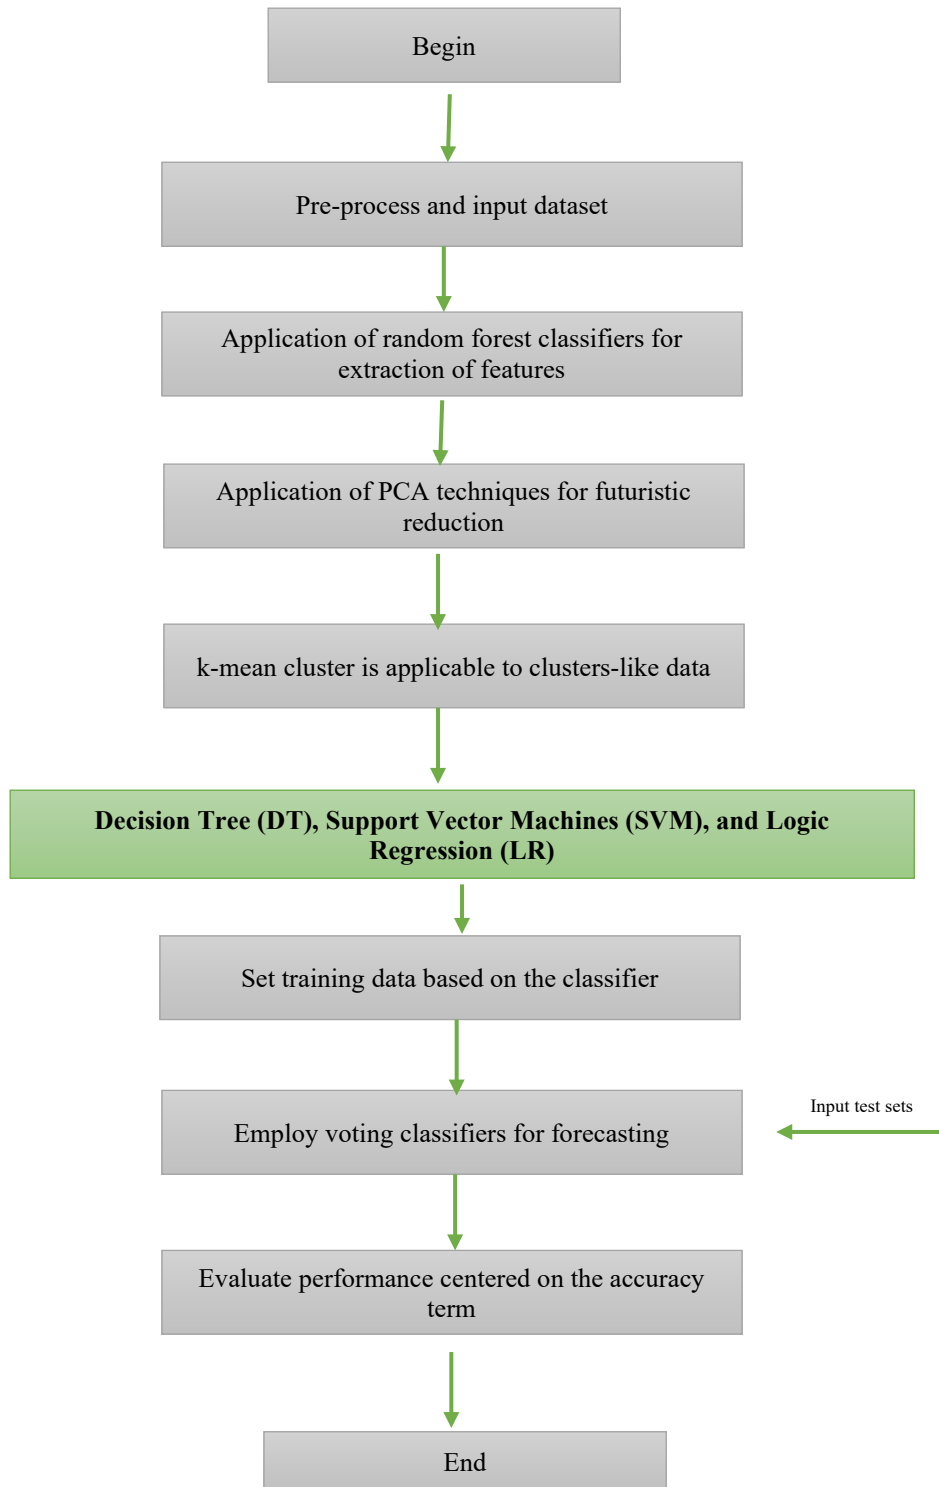 Begin
Pre-process and input dataset
Application of random forest classifiers for
extraction of features
Application of PCA techniques for futuristic
reduction
k-mean cluster is applicable to clusters-like data
Decision Tree (DT), Support Vector Machines (SVM), and Logic
Regression (LR)
Set training data based on the classifier
Input test sets
Employ voting classifiers for forecasting
Evaluate performance centered on the accuracy
term
End